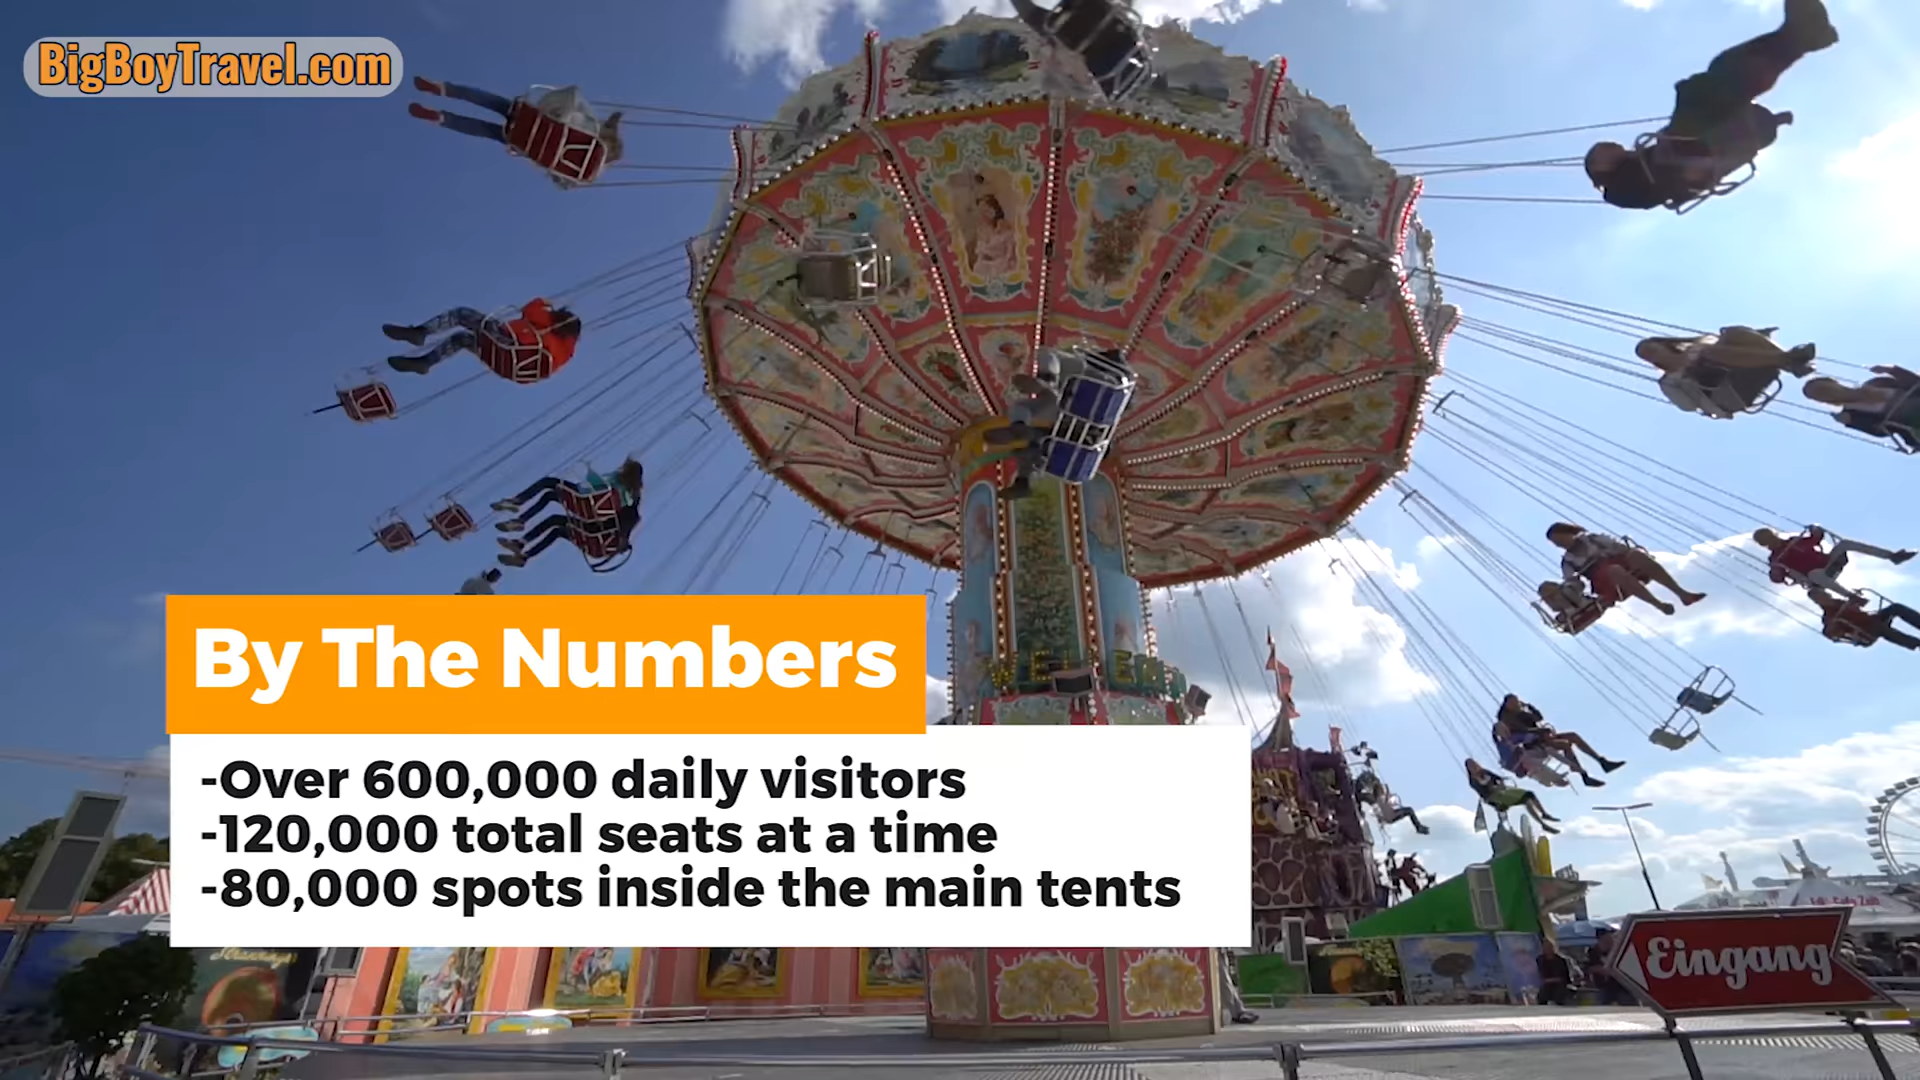 BigBoyTravel.com
By The Numbers
-Over 600,000 daily visitors
-120,000 total seats at a time
-80,000 spots inside the main tents
Eingang